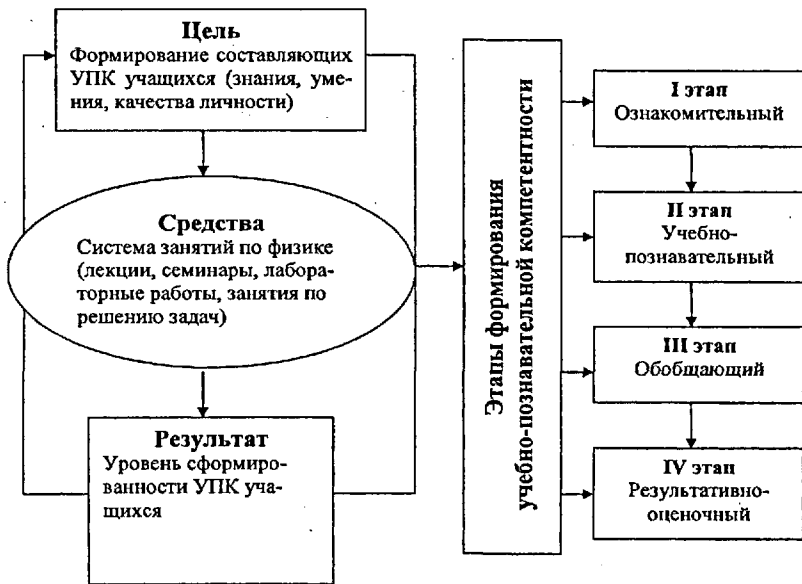 Цель
Формирование составляющих
УПК учащихся (знания, уме-
ния, качества личности)
Средства
Система занятий по физике
(лекции, семинары, лабора-
торные работы, занятия по
решению задач)
Результат
Уровень сформиро-
ванности УПК уча-
щихся
Этапы формирования
учебно-познавательной компетентности
I этап
Ознакомительный
II этап
Учебно-
познавательный
III этап
Обобщающий
IV этап
Результативно-
оценочный